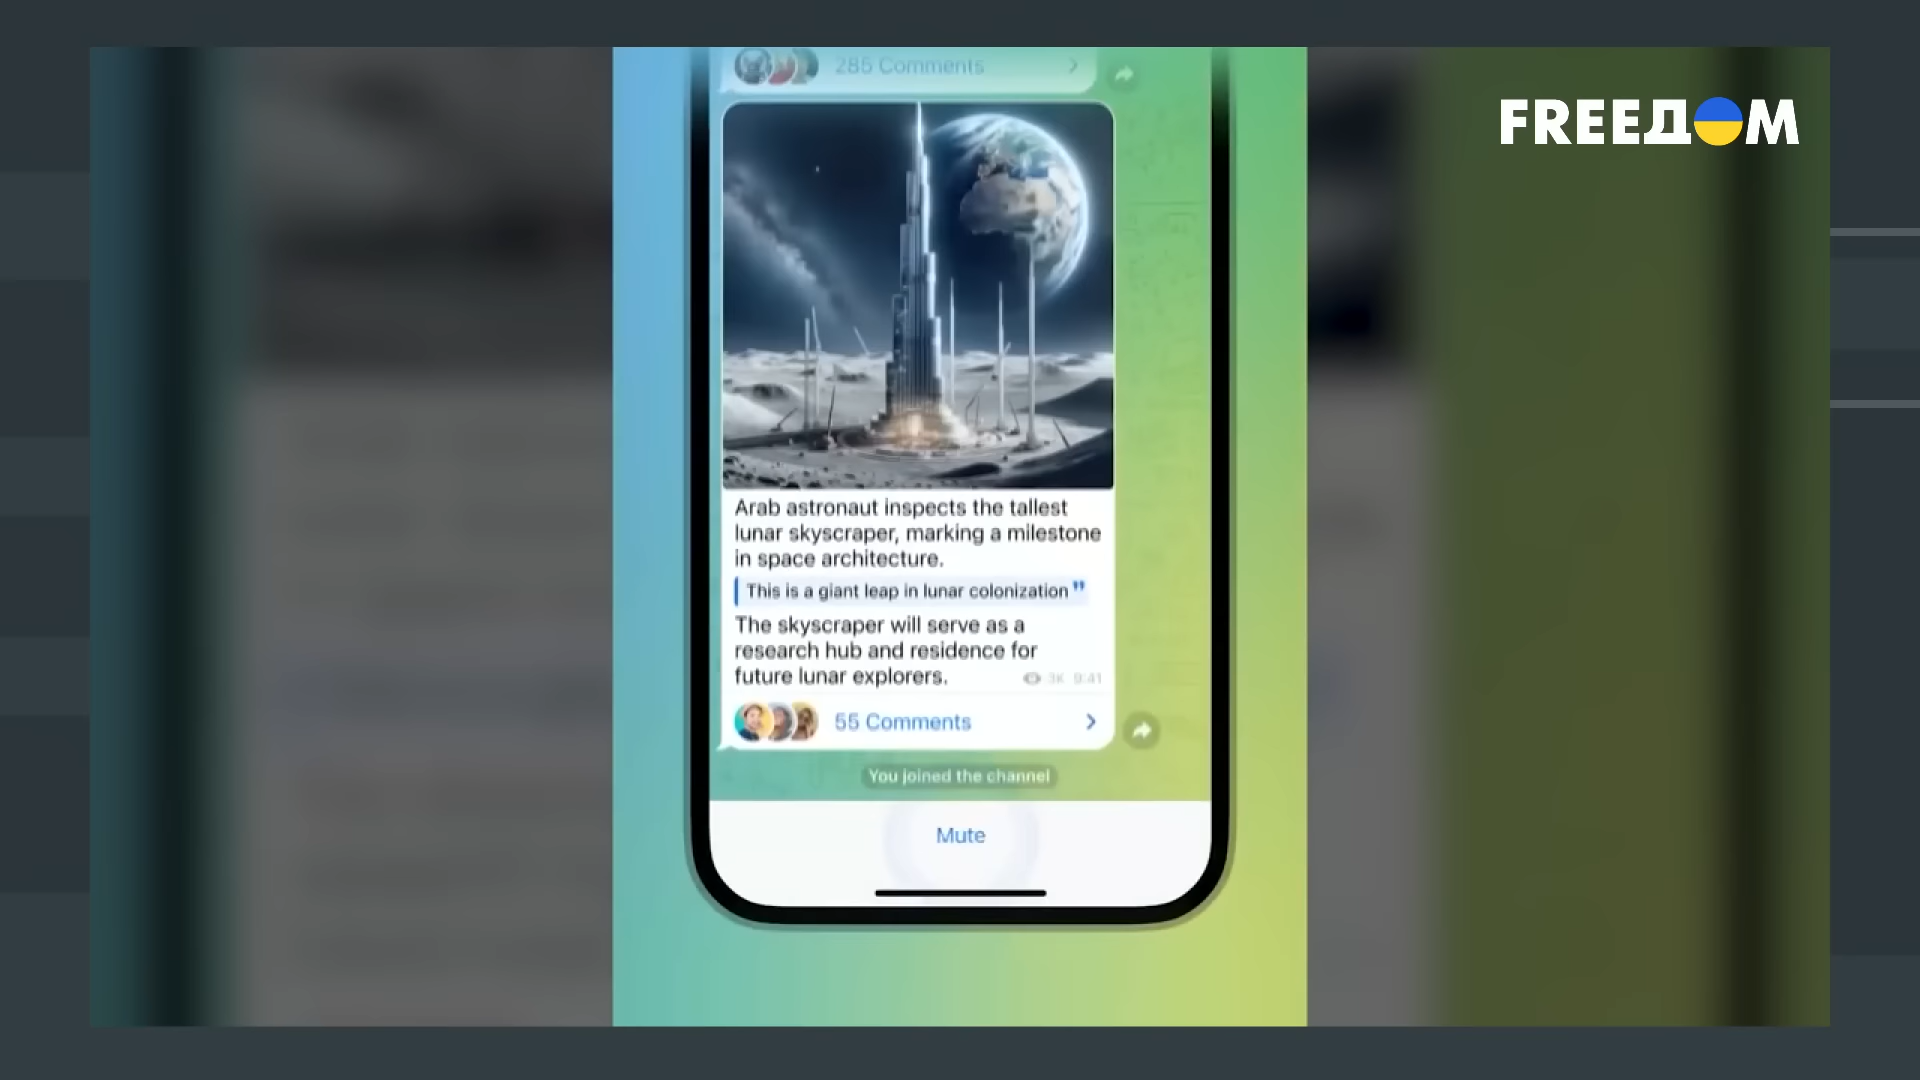 285 Comments
FREEДOM
Arab astronaut inspects the tallest
lunar skyscraper, marking a milestone
in space architecture.
This is a giant leap in lunar colonization ”
The skyscraper will serve as a
research hub and residence for
future lunar explorers.
3K 9:41
55 Comments
You joined the channel
Mute